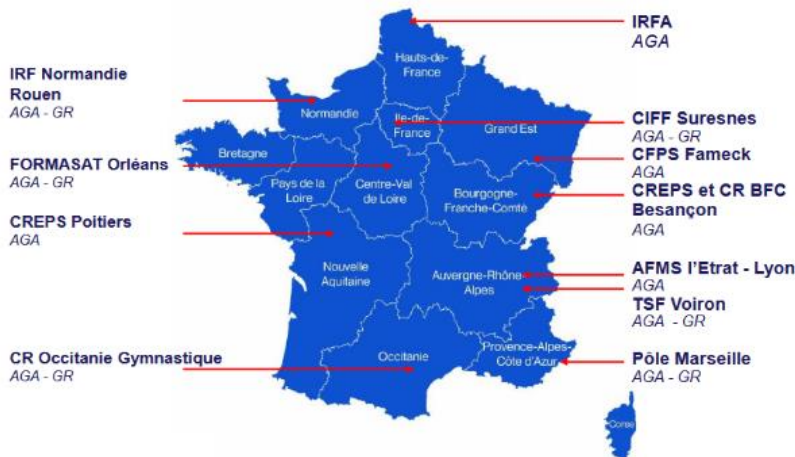 IRFA
AGA
Hauts-de-
France
IRF Normandie
Rouen
AGA - GR
Normandie
Ile-de-
France
Grand Est
CIFF Suresnes
AGA - GR
CFPS Fameck
AGA
Bretagne
FORMASAT Orléans
AGA - GR
Pays de la
Loire
Centre-Val
de Loire
Bourgogne-
Franche-Comté
CREPS et CR BFC
Besançon
AGA
CREPS Poitiers
AGA
Nouvelle
Aquitaine
Auvergne-Rhône
Alpes
AFMS l'Etrat - Lyon
AGA
TSF Voiron
AGA - GR
CR Occitanie Gymnastique
AGA - GR
Occitanie
Provence-Alpes-
Côte d'Azur
Pôle Marseille
AGA - GR
Corse